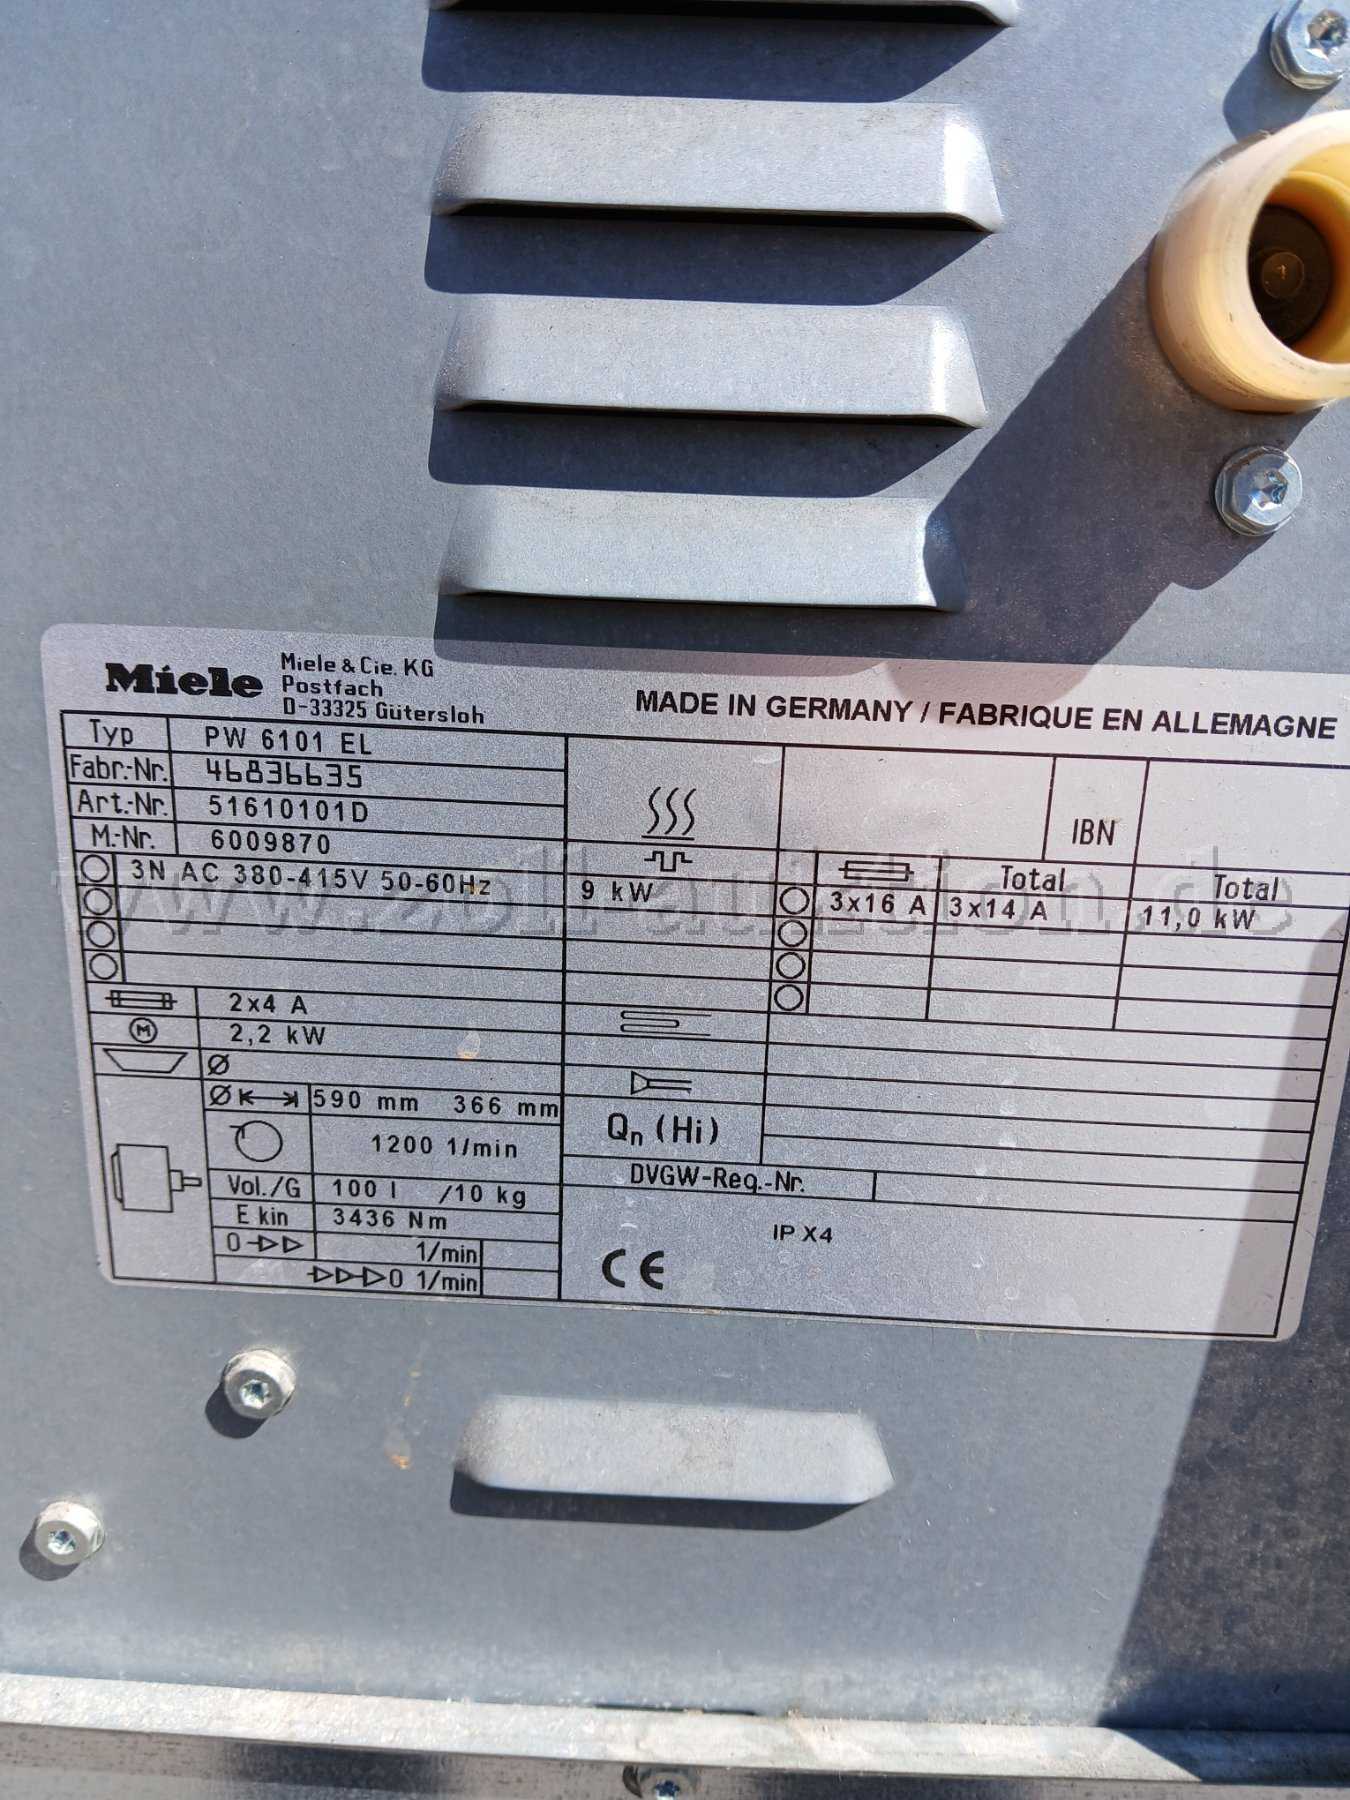 Miele
Miele & Cie. KG
Postfach
D-33325 Gütersloh
MADE IN GERMANY / FABRIQUE EN ALLEMAGNE
Typ PW 6101 EL
Fabr.-Nr. 46836635
Art.-Nr. 51610101D
M.-Nr. 6009870
IBN
3N AC 380-415V 50-60Hz
9 kW
Total
Total
3x16 A 3x14 A 11,0 kW
www.zoll-auktion.de
2x4 A
M 2,2 kW
Ø
Ø 590 mm 366 mm
1200 1/min
Vol./G 100 l /10 kg
E kin 3436 Nm
0 1/min
0 1/min
Qn (Hi)
DVGW-Reg.-Nr.
IP X4
CE